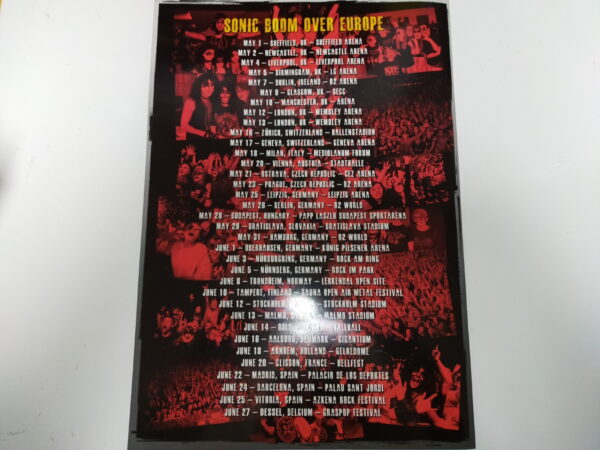 SONIC BOOM OVER EUROPE
MAY 1 – SHEFFIELD, UK – SHEFFIELD ARENA
MAY 2 – NEWCASTLE, UK – NEWCASTLE ARENA
MAY 4 – LIVERPOOL, UK – LIVERPOOL ARENA
MAY 5 – BIRMINGHAM, UK – LG ARENA
MAY 7 – DUBLIN, IRELAND – O2 ARENA
MAY 9 – GLASGOW, UK – SECC
MAY 10 – MANCHESTER, UK – ARENA
MAY 12 – LONDON, UK – WEMBLEY ARENA
MAY 13 – LONDON, UK – WEMBLEY ARENA
MAY 16 – ZÜRICH, SWITZERLAND – HALLENSTADION
MAY 17 – GENEVA, SWITZERLAND – GENEVA ARENA
MAY 18 – MILAN, ITALY – MEDIOLANUM FORUM
MAY 20 – VIENNA, AUSTRIA – STADTHALLE
MAY 21 – OSTRAVA, CZECH REPUBLIC – CEZ ARENA
MAY 23 – PRAGUE, CZECH REPUBLIC – O2 ARENA
MAY 25 – LEIPZIG, GERMANY – LEIPZIG ARENA
MAY 26 – BERLIN, GERMANY – O2 WORLD
MAY 28 – BUDAPEST, HUNGARY – PAPP LASZLO BUDAPEST SPORTARENA
MAY 29 – BRATISLAVA, SLOVAKIA – BRATISLAVA STADIUM
MAY 31 – HAMBURG, GERMANY – O2 WORLD
JUNE 1 – OBERHAUSEN, GERMANY – KÖNIG PILSENER ARENA
JUNE 3 – NÜRBURGRING, GERMANY – ROCK AM RING
JUNE 5 – NÜRNBERG, GERMANY – ROCK IM PARK
JUNE 8 – TRONDHEIM, NORWAY – LERKENDAL OPEN SITE
JUNE 10 – TAMPERE, FINLAND – SAUNA OPEN AIR METAL FESTIVAL
JUNE 12 – STOCKHOLM, – STOCKHOLM STADIUM
JUNE 13 – MALMO, – MALMO STADIUM
JUNE 14 – – VALLHALL
JUNE 16 – AALBORG, DENMARK – GIGANTIUM
JUNE 18 – ARNHEM, HOLLAND – GELREDOME
JUNE 20 – CLISSON, FRANCE – HELLFEST
JUNE 22 – MADRID, SPAIN – PALACIO DE LOS DEPORTES
JUNE 24 – BARCELONA, SPAIN – PALAU SANT JORDI
JUNE 25 – VITORIA, SPAIN – AZKENA ROCK FESTIVAL
JUNE 27 – DESSEL, BELGIUM – GRASPOP FESTIVAL